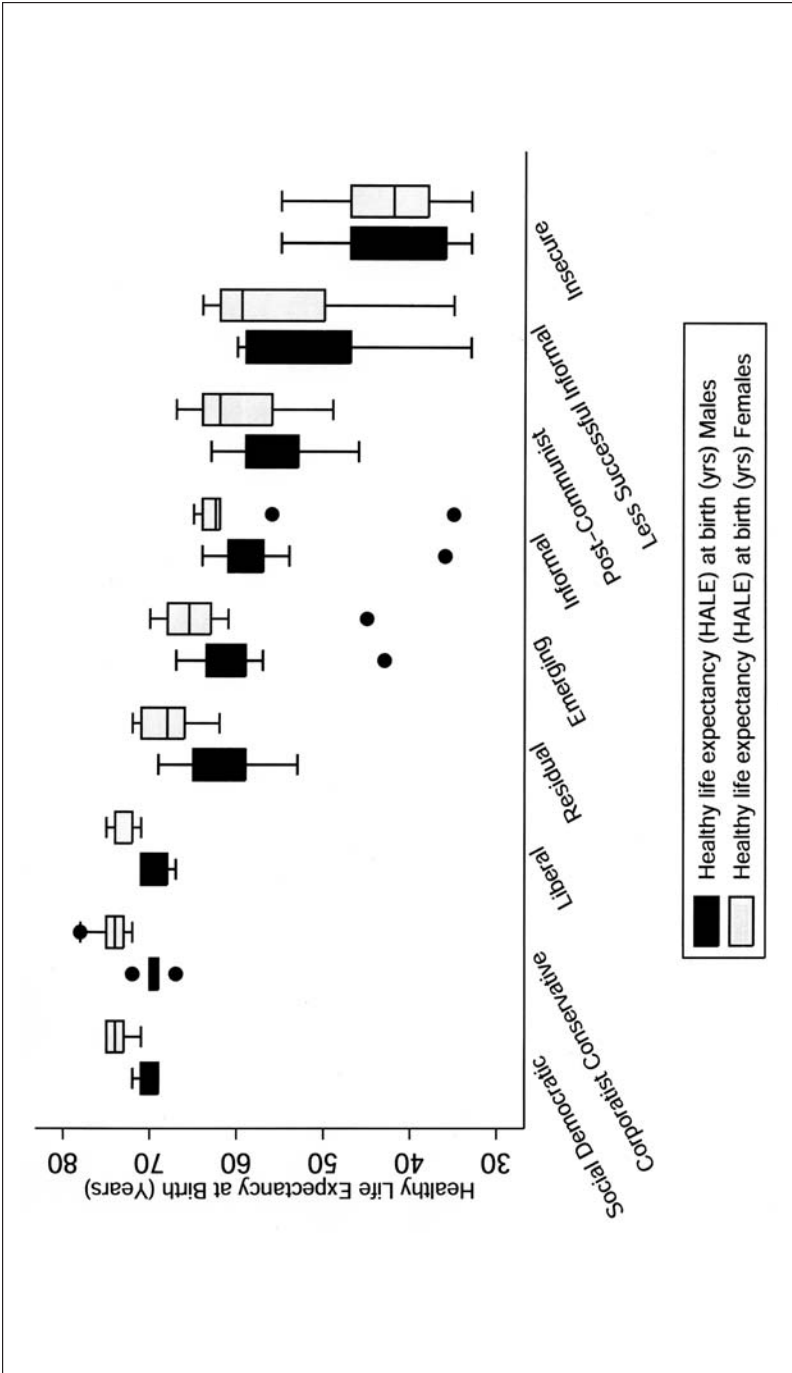 Healthy Life Expectancy at Birth (Years)
80
70
60
50
40
30
Social Democratic
Corporatist Conservative
Liberal
Residual
Emerging
Informal
Post-Communist
Less Successful Informal
Insecure
Healthy life expectancy (HALE) at birth (yrs) Males
Healthy life expectancy (HALE) at birth (yrs) Females